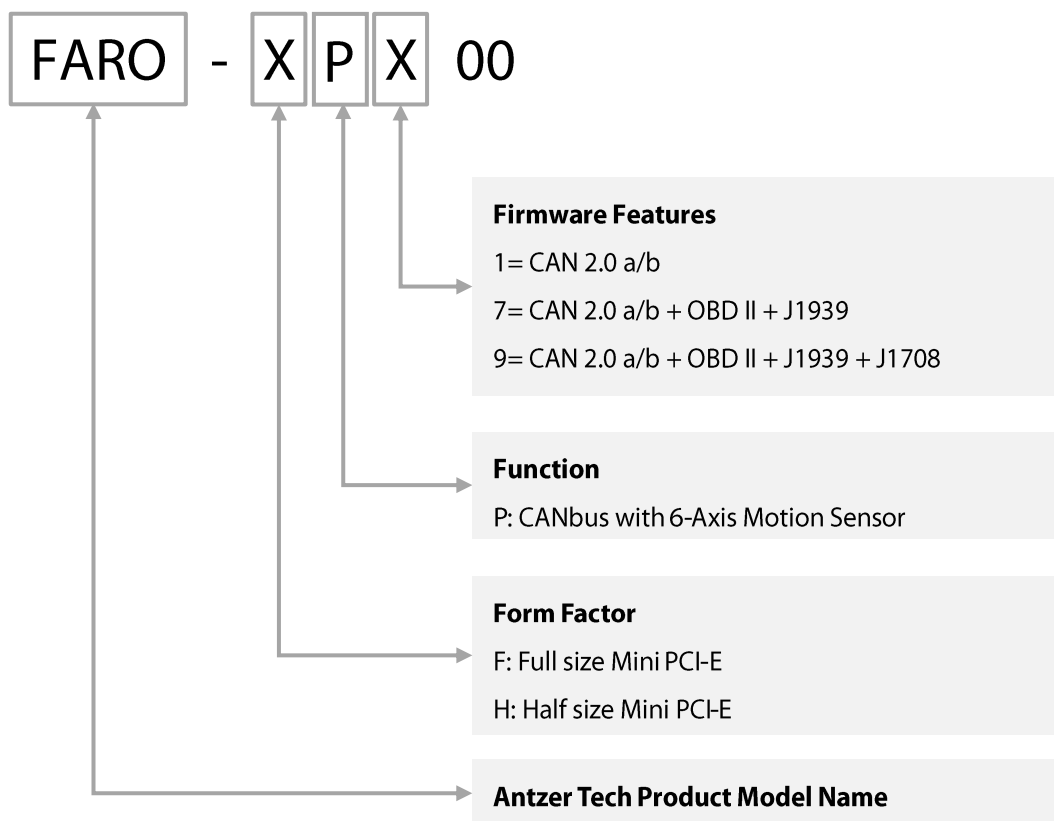 FARO - X P X 00
Firmware Features
1= CAN 2.0 a/b
7= CAN 2.0 a/b + OBD II + J1939
9= CAN 2.0 a/b + OBD II + J1939 + J1708
Function
P: CANbus with 6-Axis Motion Sensor
Form Factor
F: Full size Mini PCI-E
H: Half size Mini PCI-E
Antzer Tech Product Model Name